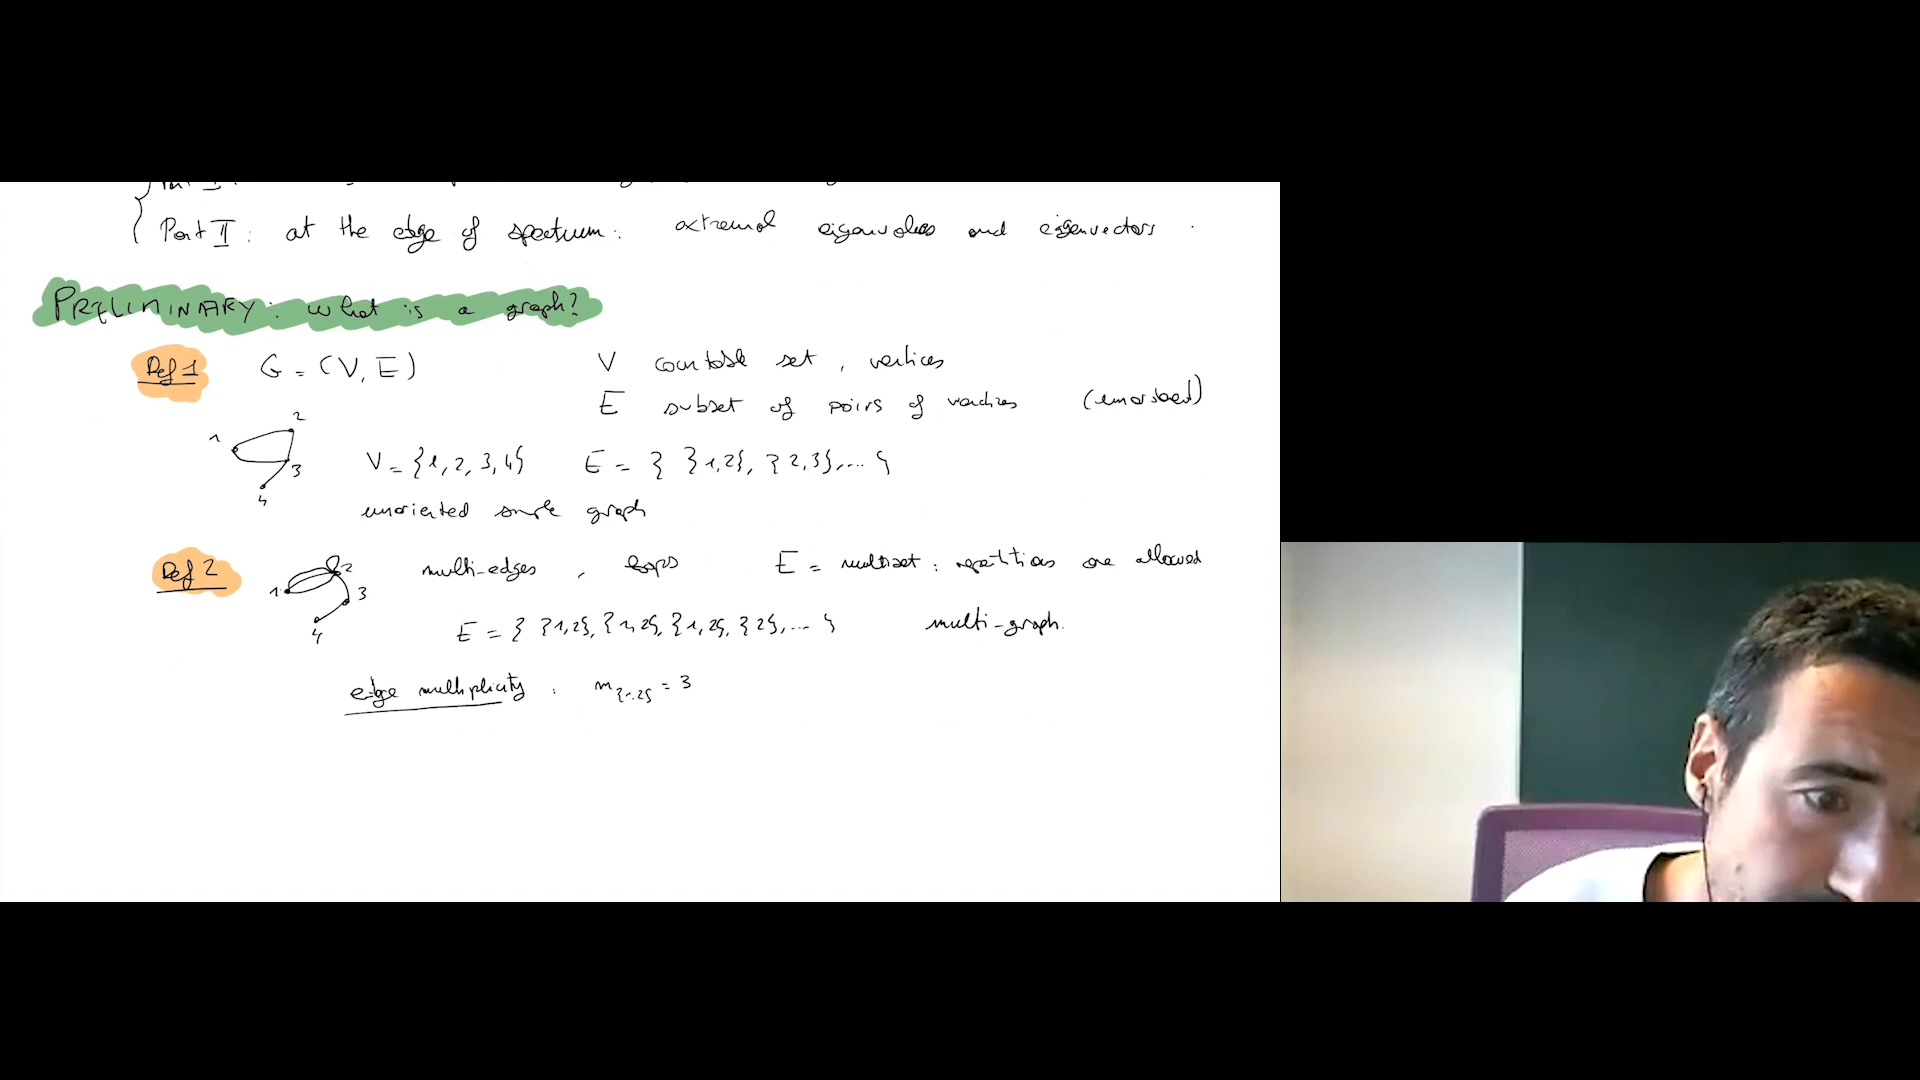 Part II: at the edge of spectrum: extremal eigenvalues and eigenvectors.
PRELIMINARY: what is a graph?
Def 1 G = (V, E) V countable set, vertices
E subset of pairs of vertices (unordered)
1 2 3 4
V = {1, 2, 3, 4} E = { {1,2}, {2,3}, ... }
unoriented simple graph
Def 2 multi-edges, loops E = multiset: repetitions are allowed
1 2 3 4
E = { {1,2}, {1,2}, {1,2}, {2}, ... } multi-graph.
edge multiplicity: m_{1,2} = 3